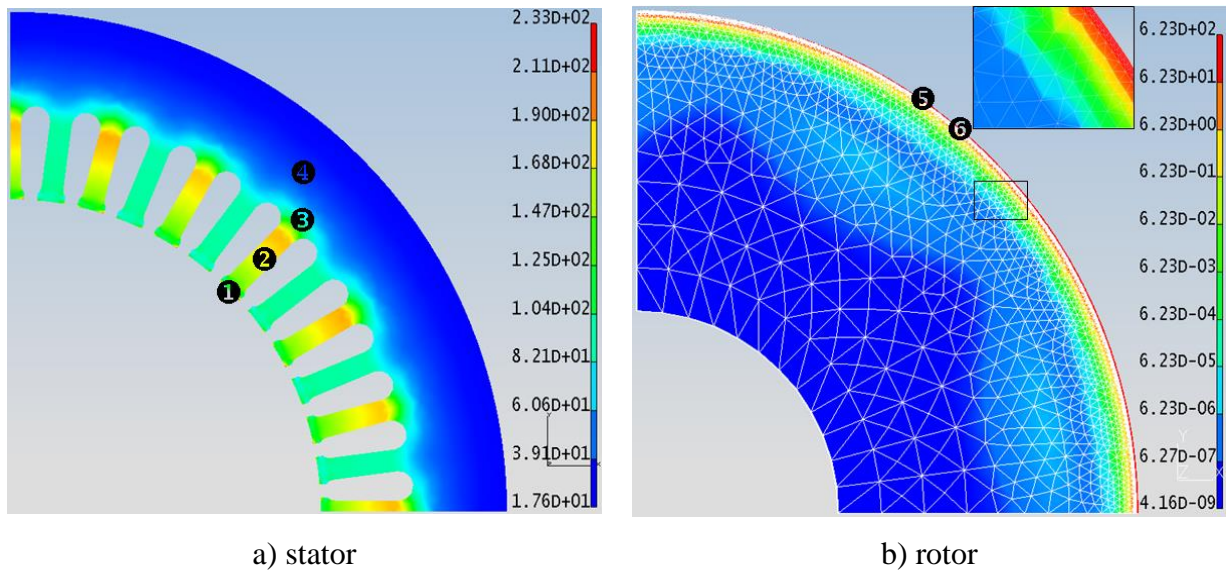 2.33D+02
2.11D+02
1.90D+02
1.68D+02
1.47D+02
1.25D+02
1.04D+02
8.21D+01
6.06D+01
3.91D+01
1.76D+01
1
2
3
4
Y
X
a) stator
6.23D+02
6.23D+01
6.23D+00
6.23D-01
6.23D-02
6.23D-03
6.23D-04
6.23D-05
6.23D-06
6.27D-07
4.16D-09
5
6
Y
Z
X
b) rotor